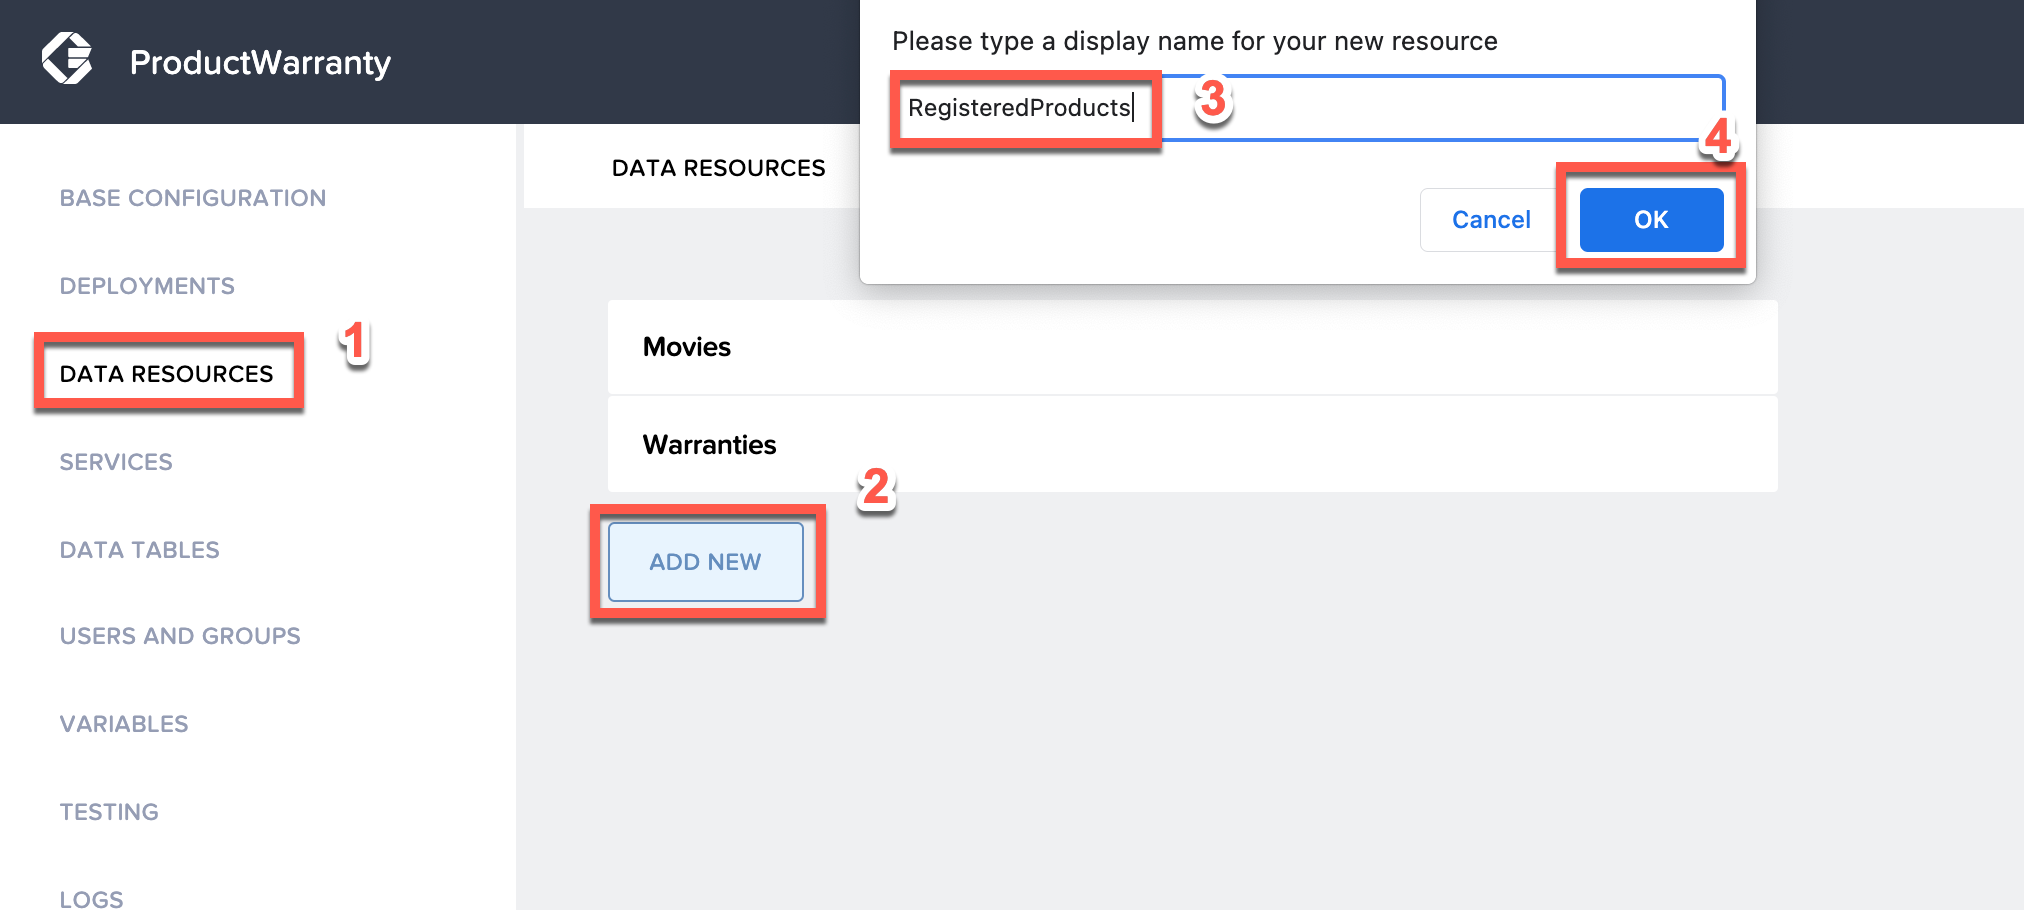 ProductWarranty
Please type a display name for your new resource
RegisteredProducts
3
4
Cancel
OK
BASE CONFIGURATION
DEPLOYMENTS
1
DATA RESOURCES
SERVICES
DATA TABLES
USERS AND GROUPS
VARIABLES
TESTING
LOGS
DATA RESOURCES
Movies
Warranties
2
ADD NEW